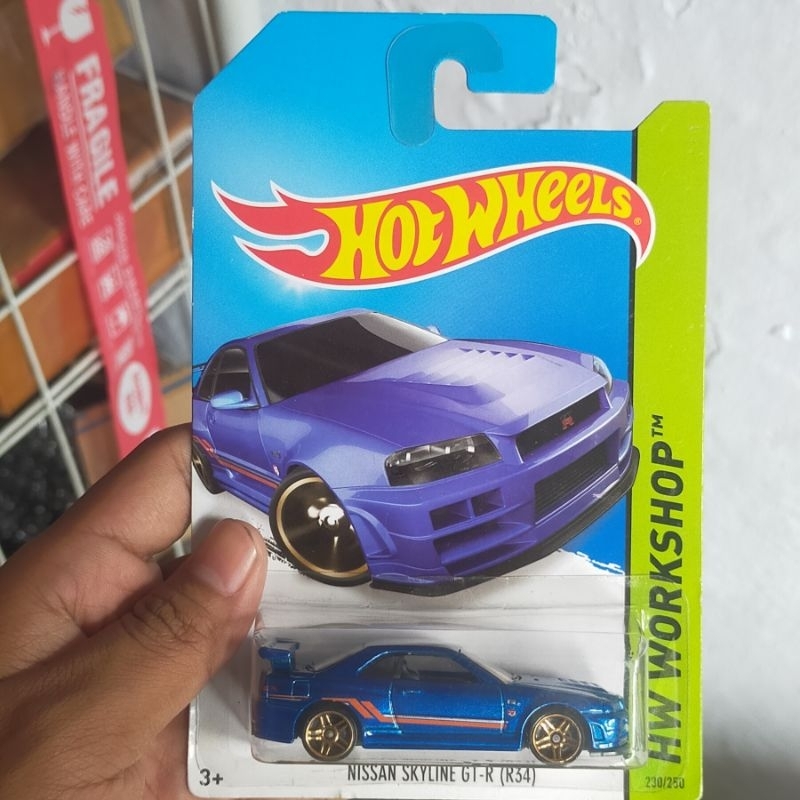 FRAGILE
HANDLE WITH CARE
HOT WHEELS®
HW WORKSHOP™
3+
NISSAN SKYLINE GT-R (R34)
230/250